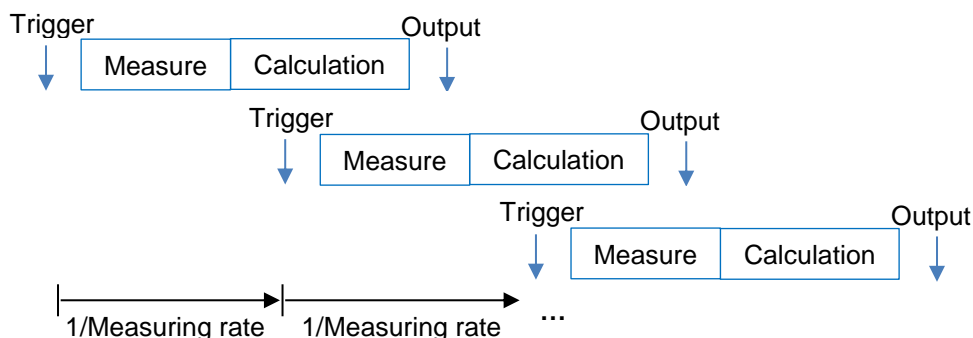 Trigger
Output
Measure
Calculation
Trigger
Output
Measure
Calculation
Trigger
Output
Measure
Calculation
1/Measuring rate
1/Measuring rate
...